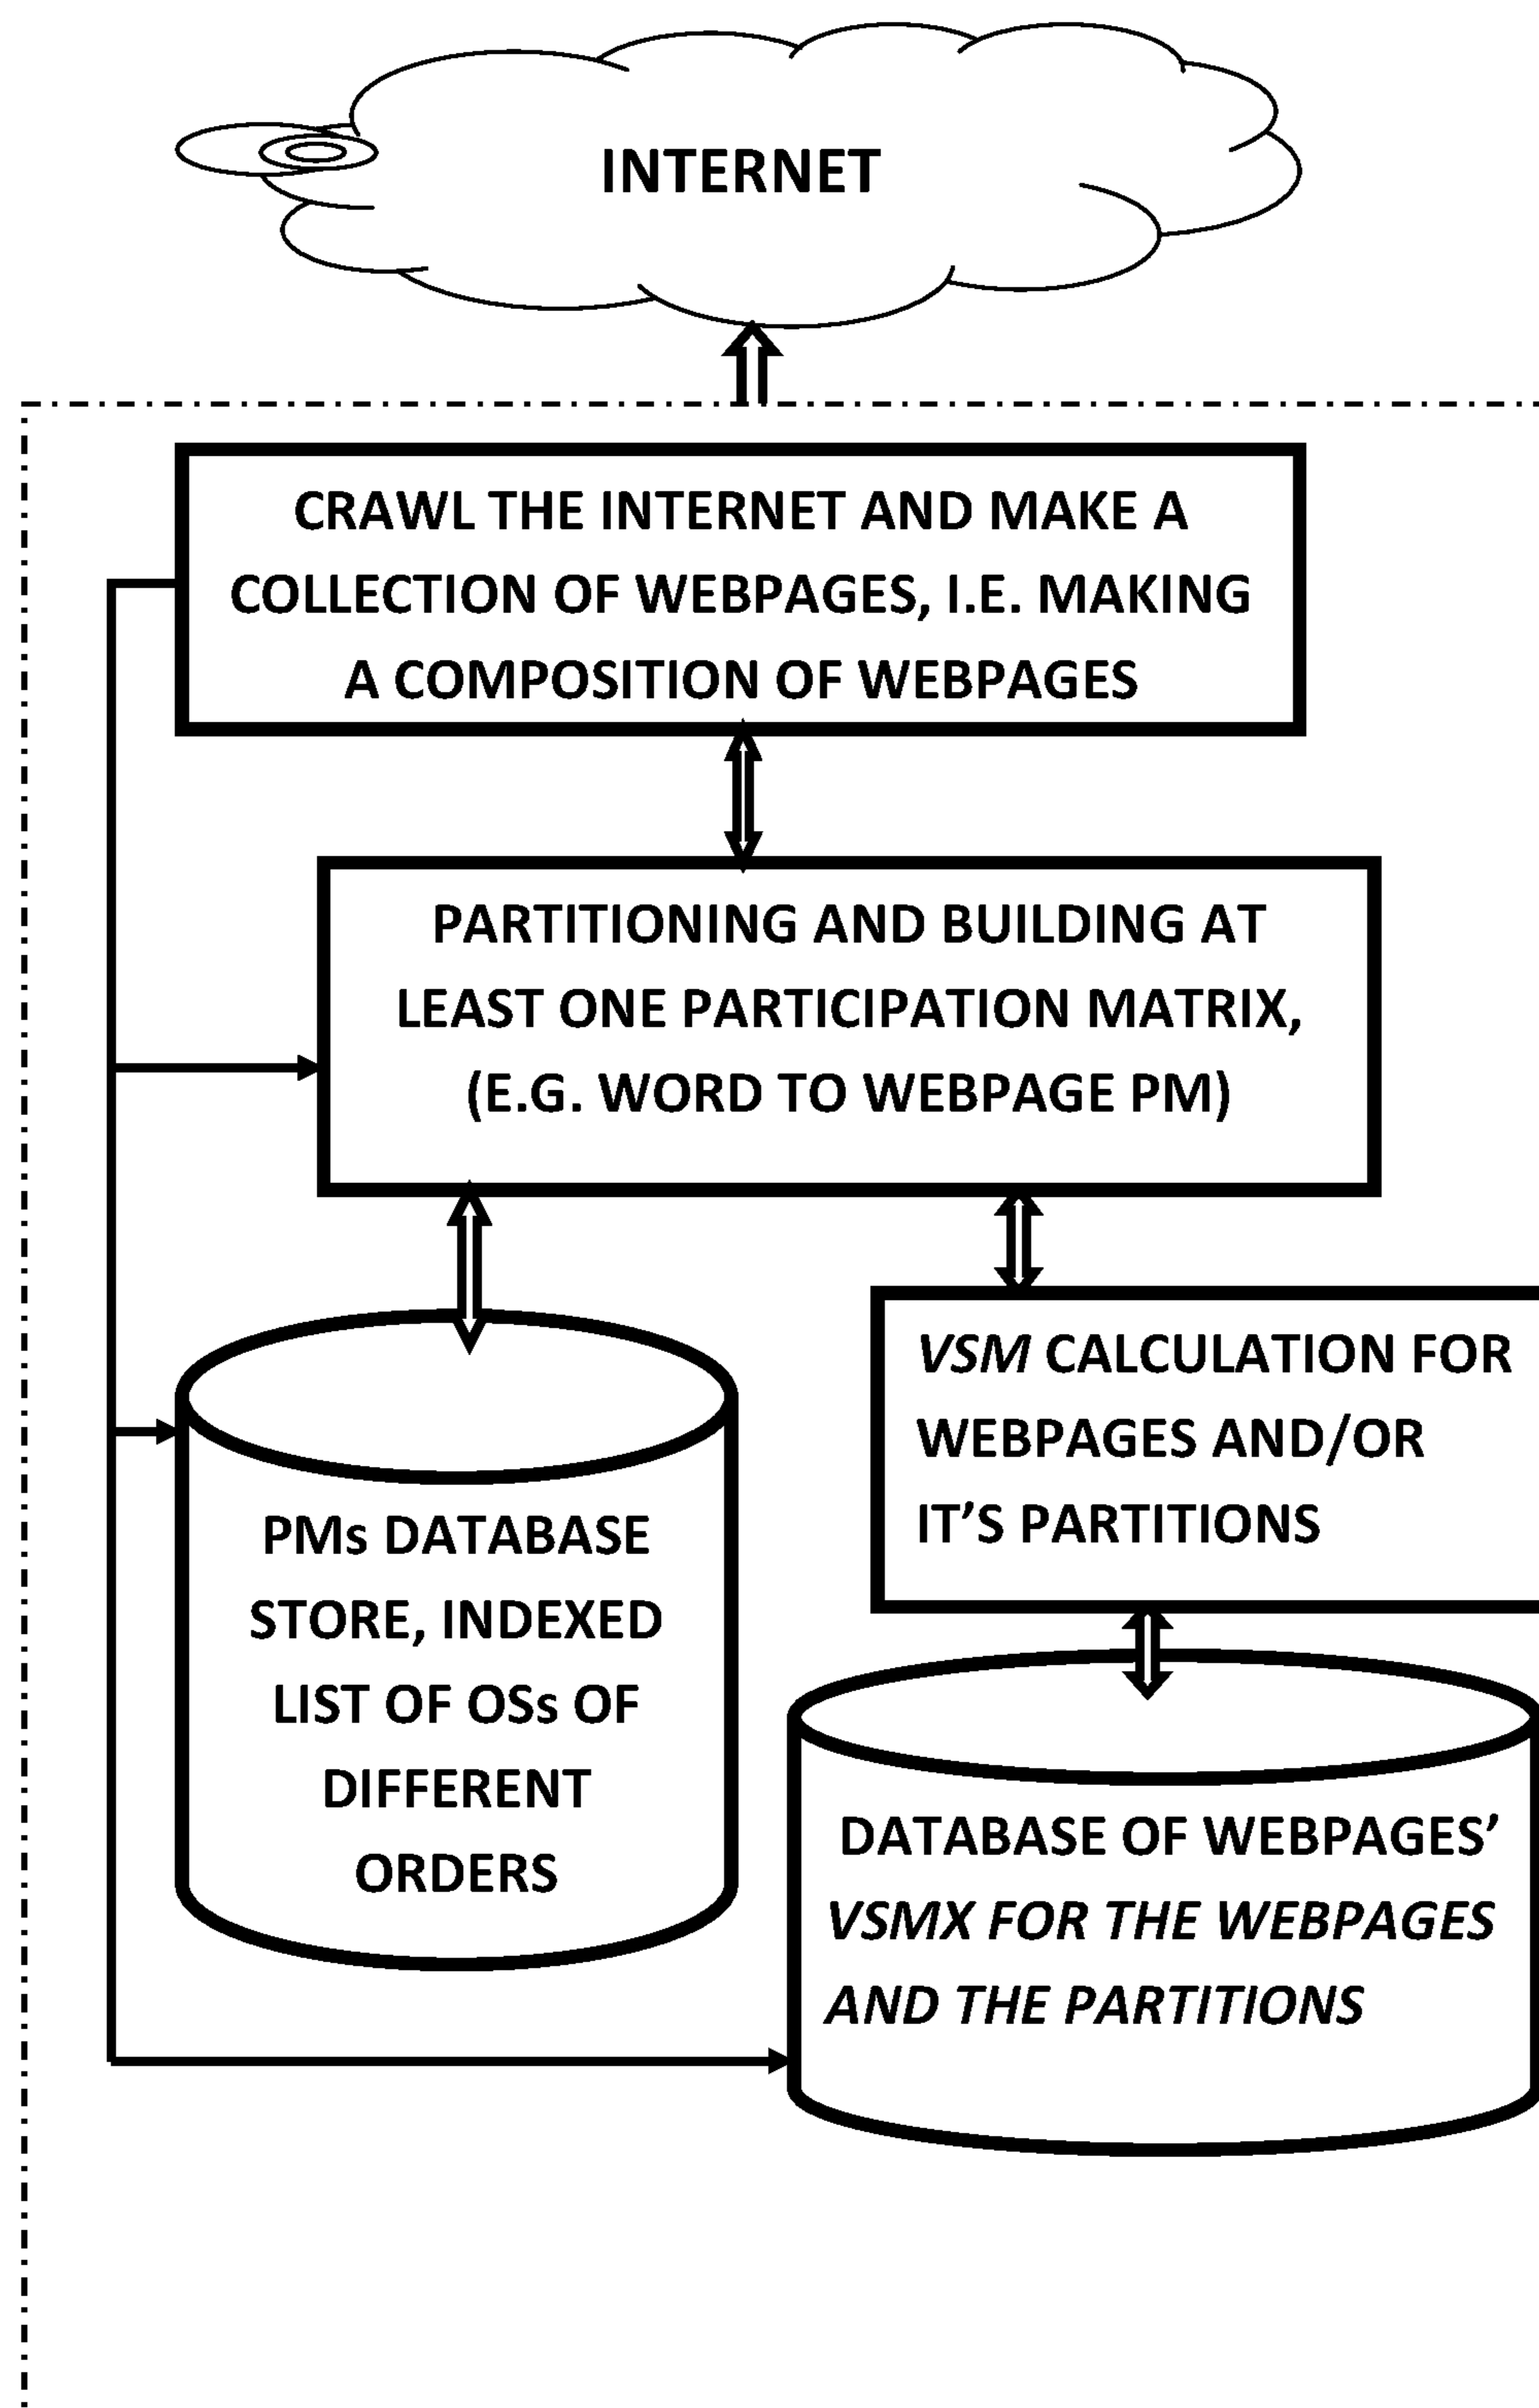 INTERNET
CRAWL THE INTERNET AND MAKE A
COLLECTION OF WEBPAGES, I.E. MAKING
A COMPOSITION OF WEBPAGES
PARTITIONING AND BUILDING AT
LEAST ONE PARTICIPATION MATRIX,
(E.G. WORD TO WEBPAGE PM)
VSM CALCULATION FOR
WEBPAGES AND/OR
IT’S PARTITIONS
PMs DATABASE
STORE, INDEXED
LIST OF OSs OF
DIFFERENT
ORDERS
DATABASE OF WEBPAGES’
VSMX FOR THE WEBPAGES
AND THE PARTITIONS